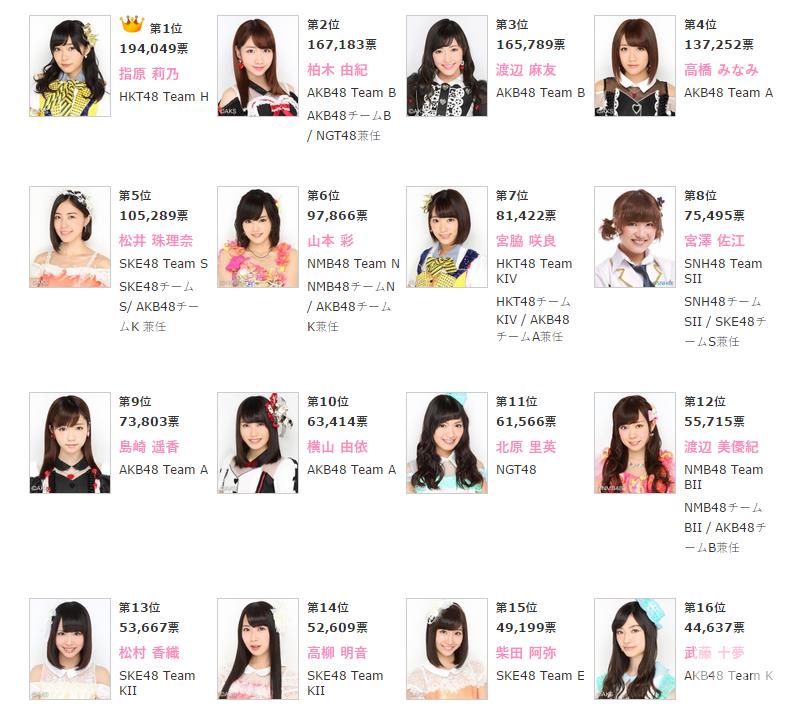 第1位
194,049票
指原 莉乃
HKT48 Team H
第2位
167,183票
柏木 由紀
AKB48 Team B
AKB48チームB
/ NGT48兼任
第3位
165,789票
渡辺 麻友
AKB48 Team B
第4位
137,252票
高橋 みなみ
AKB48 Team A
©AKS
©AKS
第5位
105,289票
松井 珠理奈
SKE48 Team S
SKE48チーム
S/ AKB48チー
ムK 兼任
第6位
97,866票
山本 彩
NMB48 Team N
NMB48チームN
/ AKB48チーム
K兼任
第7位
81,422票
宮脇 咲良
HKT48 Team
KIV
HKT48チーム
KIV / AKB48
チームA兼任
第8位
75,495票
宮澤 佐江
SNH48 Team
SII
SNH48チーム
SII / SKE48チ
ームS兼任
第9位
73,803票
島崎 遥香
AKB48 Team A
第10位
63,414票
横山 由依
AKB48 Team A
第11位
61,566票
北原 里英
NGT48
第12位
55,715票
渡辺 美優紀
NMB48 Team
BII
NMB48チーム
BII / AKB48チ
ームB兼任
第13位
53,667票
松村 香織
SKE48 Team
KII
第14位
52,609票
高柳 明音
SKE48 Team
KII
第15位
49,199票
柴田 阿弥
SKE48 Team E
第16位
44,637票
武藤 十夢
AKB48 Team K